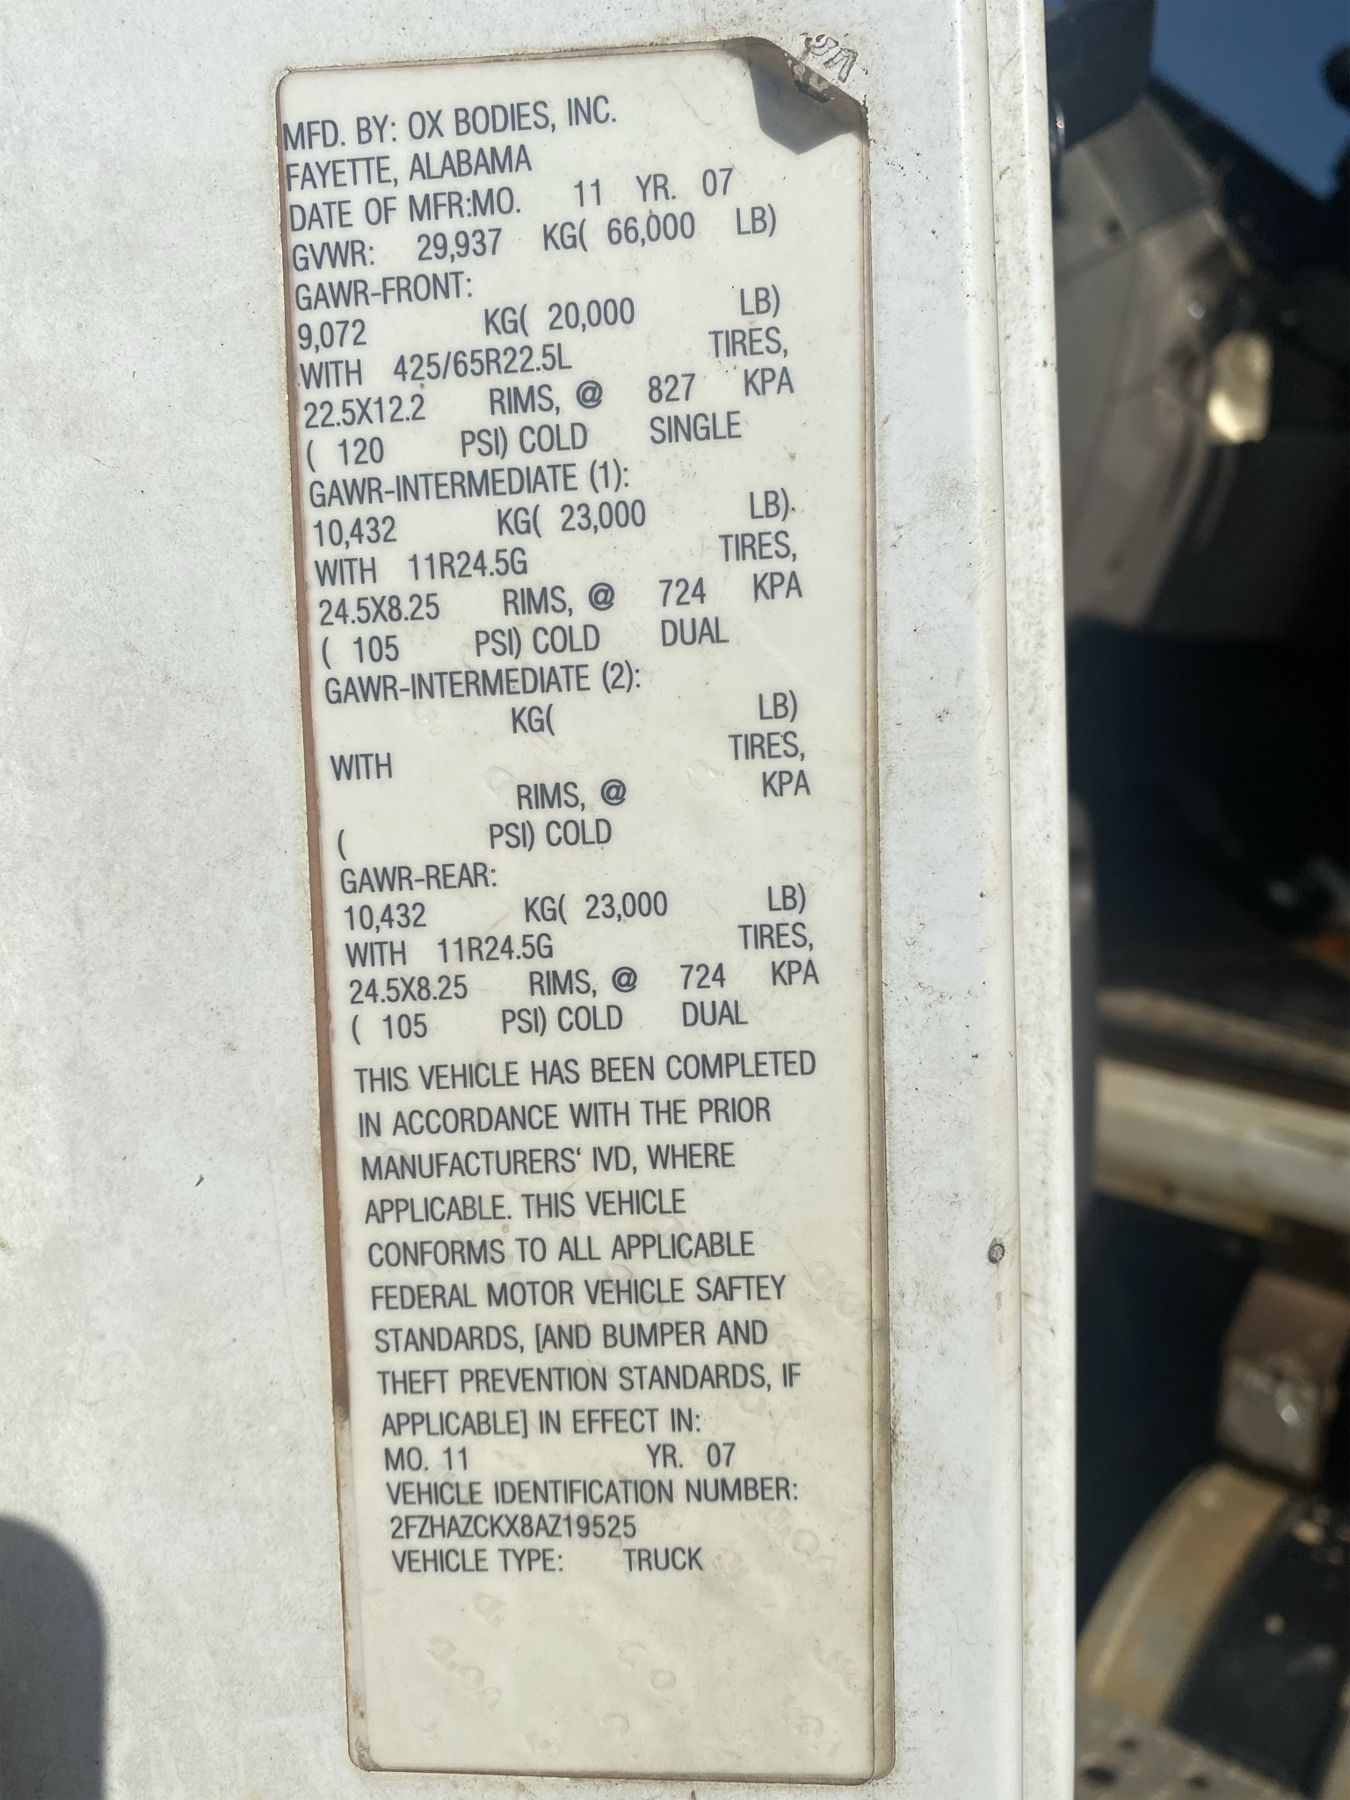 MFD. BY: OX BODIES, INC.
FAYETTE, ALABAMA
DATE OF MFR:MO. 11 YR. 07
GVWR: 29,937 KG( 66,000 LB)
GAWR-FRONT:
9,072 KG( 20,000 LB)
WITH 425/65R22.5L TIRES,
22.5X12.2 RIMS, @ 827 KPA
( 120 PSI) COLD SINGLE
GAWR-INTERMEDIATE (1):
10,432 KG( 23,000 LB)
WITH 11R24.5G TIRES,
24.5X8.25 RIMS, @ 724 KPA
( 105 PSI) COLD DUAL
GAWR-INTERMEDIATE (2):
KG( LB)
WITH TIRES,
RIMS, @ KPA
( PSI) COLD
GAWR-REAR:
10,432 KG( 23,000 LB)
WITH 11R24.5G TIRES,
24.5X8.25 RIMS, @ 724 KPA
( 105 PSI) COLD DUAL
THIS VEHICLE HAS BEEN COMPLETED
IN ACCORDANCE WITH THE PRIOR
MANUFACTURERS‘ IVD, WHERE
APPLICABLE. THIS VEHICLE
CONFORMS TO ALL APPLICABLE
FEDERAL MOTOR VEHICLE SAFTEY
STANDARDS, [AND BUMPER AND
THEFT PREVENTION STANDARDS, IF
APPLICABLE] IN EFFECT IN:
MO. 11 YR. 07
VEHICLE IDENTIFICATION NUMBER:
2FZHAZCKX8AZ19525
VEHICLE TYPE: TRUCK